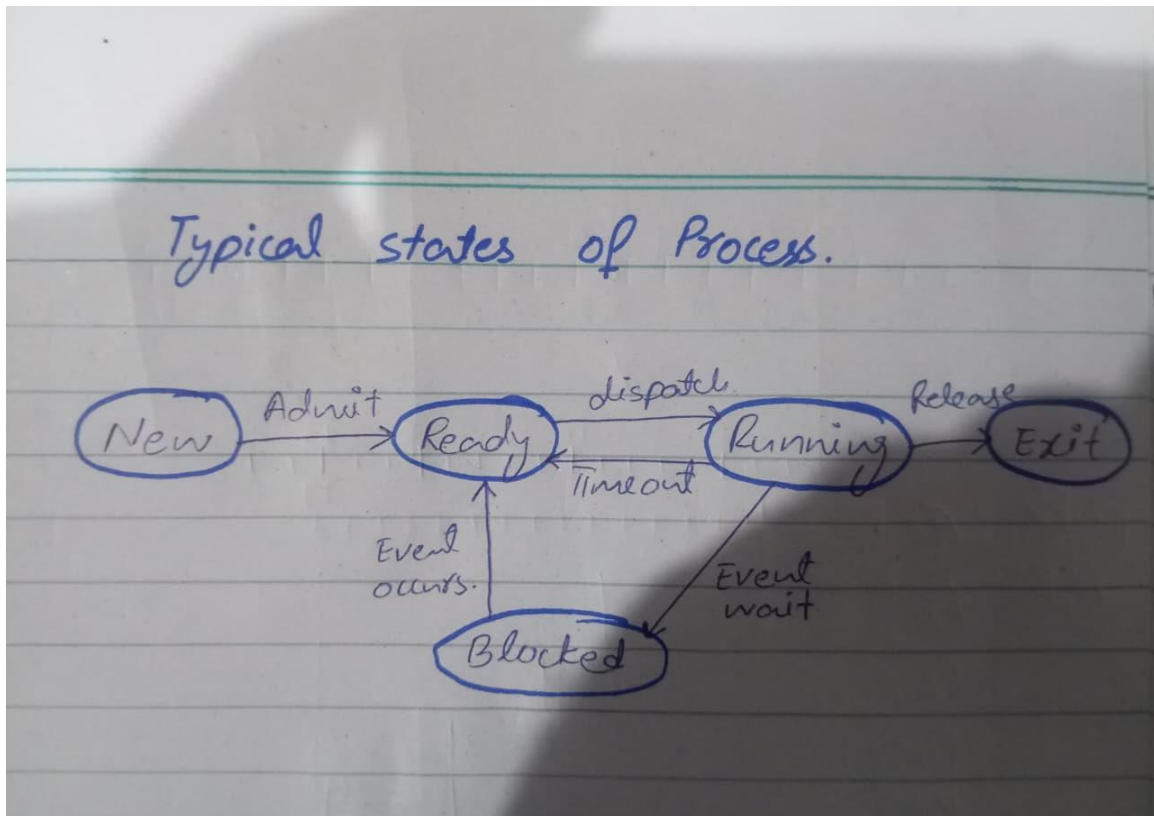 Typical states of Process.
Admit
dispatch
Release
New
Ready
Running
Exit
Timeout
Event
occurs.
Event
wait
Blocked